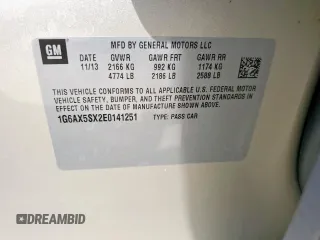 GM
MFD BY GENERAL MOTORS LLC
DATE GVWR GAWR FRT GAWR RR
11/13 2166 KG 992 KG 1174 KG
4774 LB 2186 LB 2588 LB
THIS VEHICLE CONFORMS TO ALL APPLICABLE U.S. FEDERAL MOTOR
VEHICLE SAFETY, BUMPER, AND THEFT PREVENTION STANDARDS
IN EFFECT ON THE DATE OF MANUFACTURE SHOWN ABOVE.
1G6AX5SX2E0141251 TYPE: PASS CAR
DREAMBID